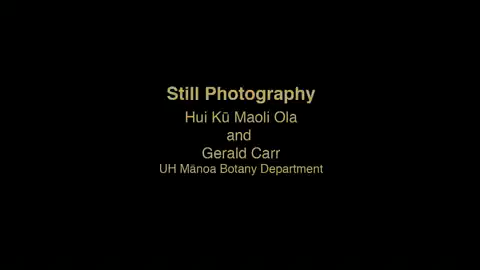 Still Photography
Hui Kū Maoli Ola
and
Gerald Carr
UH Mānoa Botany Department